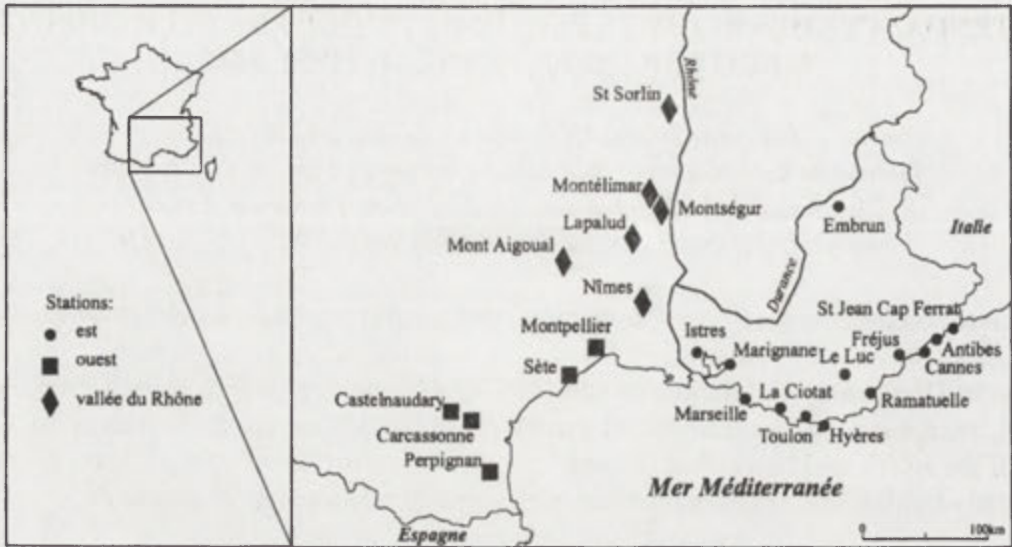 Rhône
St Sorlin
Montélimar
Montségur
Lapalud
Mont Aigoual
Nîmes
Embrun
Italie
Durance
St Jean Cap Ferrat
Stations:
est
ouest
vallée du Rhône
Montpellier
Istres
Marignane
Fréjus
Antibes
Le Luc
Cannes
Sète
La Ciotat
Castelnaudary
Marseille
Ramatuelle
Carcassonne
Toulon
Hyères
Perpignan
Mer Méditerranée
Espagne
0
100km